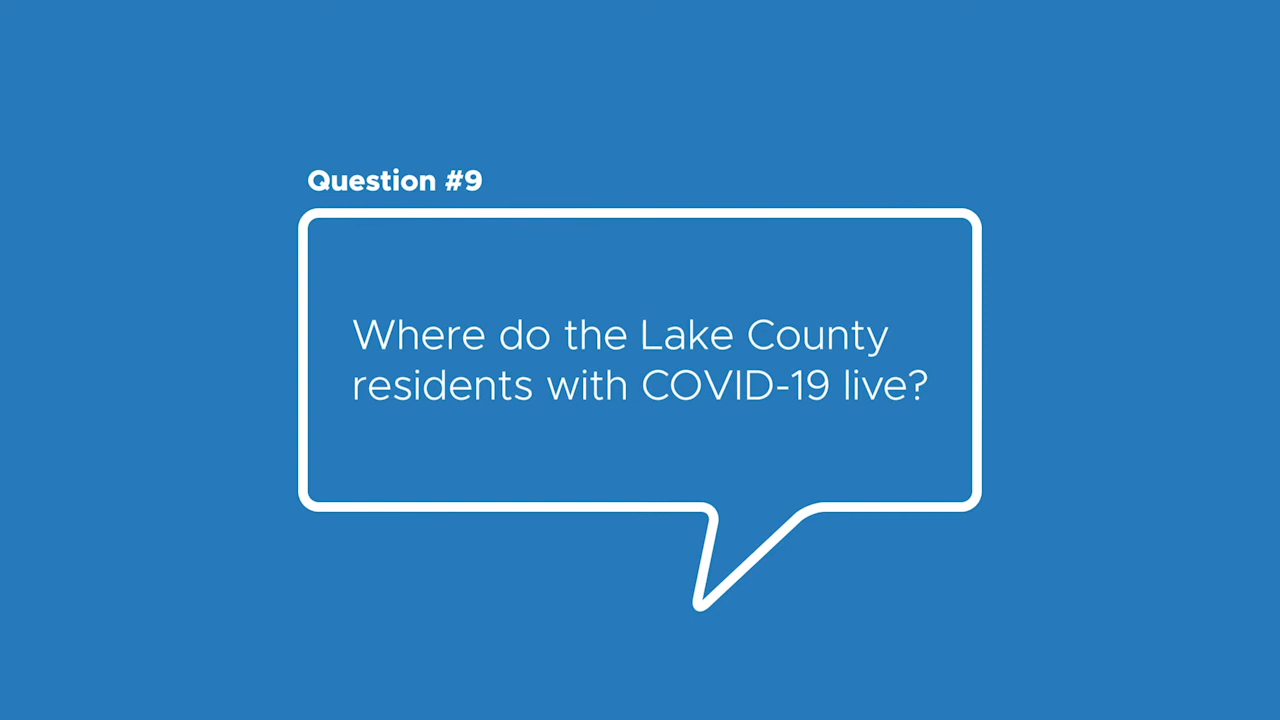 Question #9
Where do the Lake County
residents with COVID-19 live?